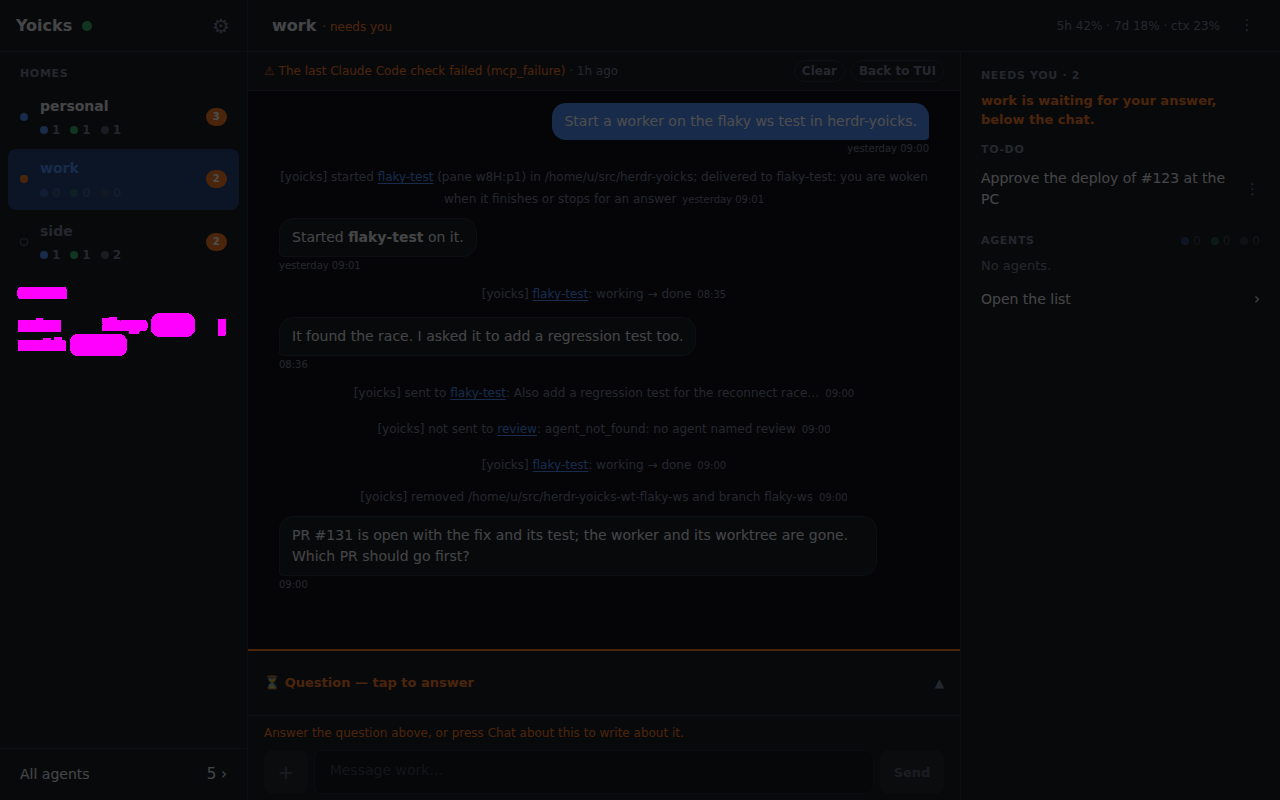 Yoicks
⚙
work · needs you
5h 42% · 7d 18% · ctx 23%
⋮
HOMES
personal
3
1 1 1
work
2
0 0 0
side
2
1 1 2
All agents
5 ›
⚠ The last Claude Code check failed (mcp_failure) · 1h ago
Clear
Back to TUI
Start a worker on the flaky ws test in herdr-yoicks.
yesterday 09:00
[yoicks] started flaky-test (pane w8H:p1) in /home/u/src/herdr-yoicks; delivered to flaky-test: you are woken
when it finishes or stops for an answer yesterday 09:01
Started flaky-test on it.
yesterday 09:01
[yoicks] flaky-test: working → done 08:35
It found the race. I asked it to add a regression test too.
08:36
[yoicks] sent to flaky-test: Also add a regression test for the reconnect race… 09:00
[yoicks] not sent to review: agent_not_found: no agent named review 09:00
[yoicks] flaky-test: working → done 09:00
[yoicks] removed /home/u/src/herdr-yoicks-wt-flaky-ws and branch flaky-ws 09:00
PR #131 is open with the fix and its test; the worker and its worktree are gone.
Which PR should go first?
09:00
⏳ Question — tap to answer
▲
Answer the question above, or press Chat about this to write about it.
+
Message work…
Send
NEEDS YOU · 2
work is waiting for your answer,
below the chat.
TO-DO
Approve the deploy of #123 at the
PC
⋮
AGENTS
0 0 0
No agents.
Open the list ›